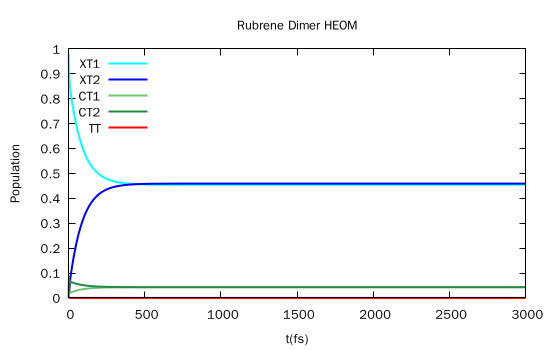 Rubrene Dimer HEOM
1
0.9
0.8
0.7
0.6
0.5
0.4
0.3
0.2
0.1
0
XT1
XT2
CT1
CT2
TT
Population
0 500 1000 1500 2000 2500 3000
t(fs)